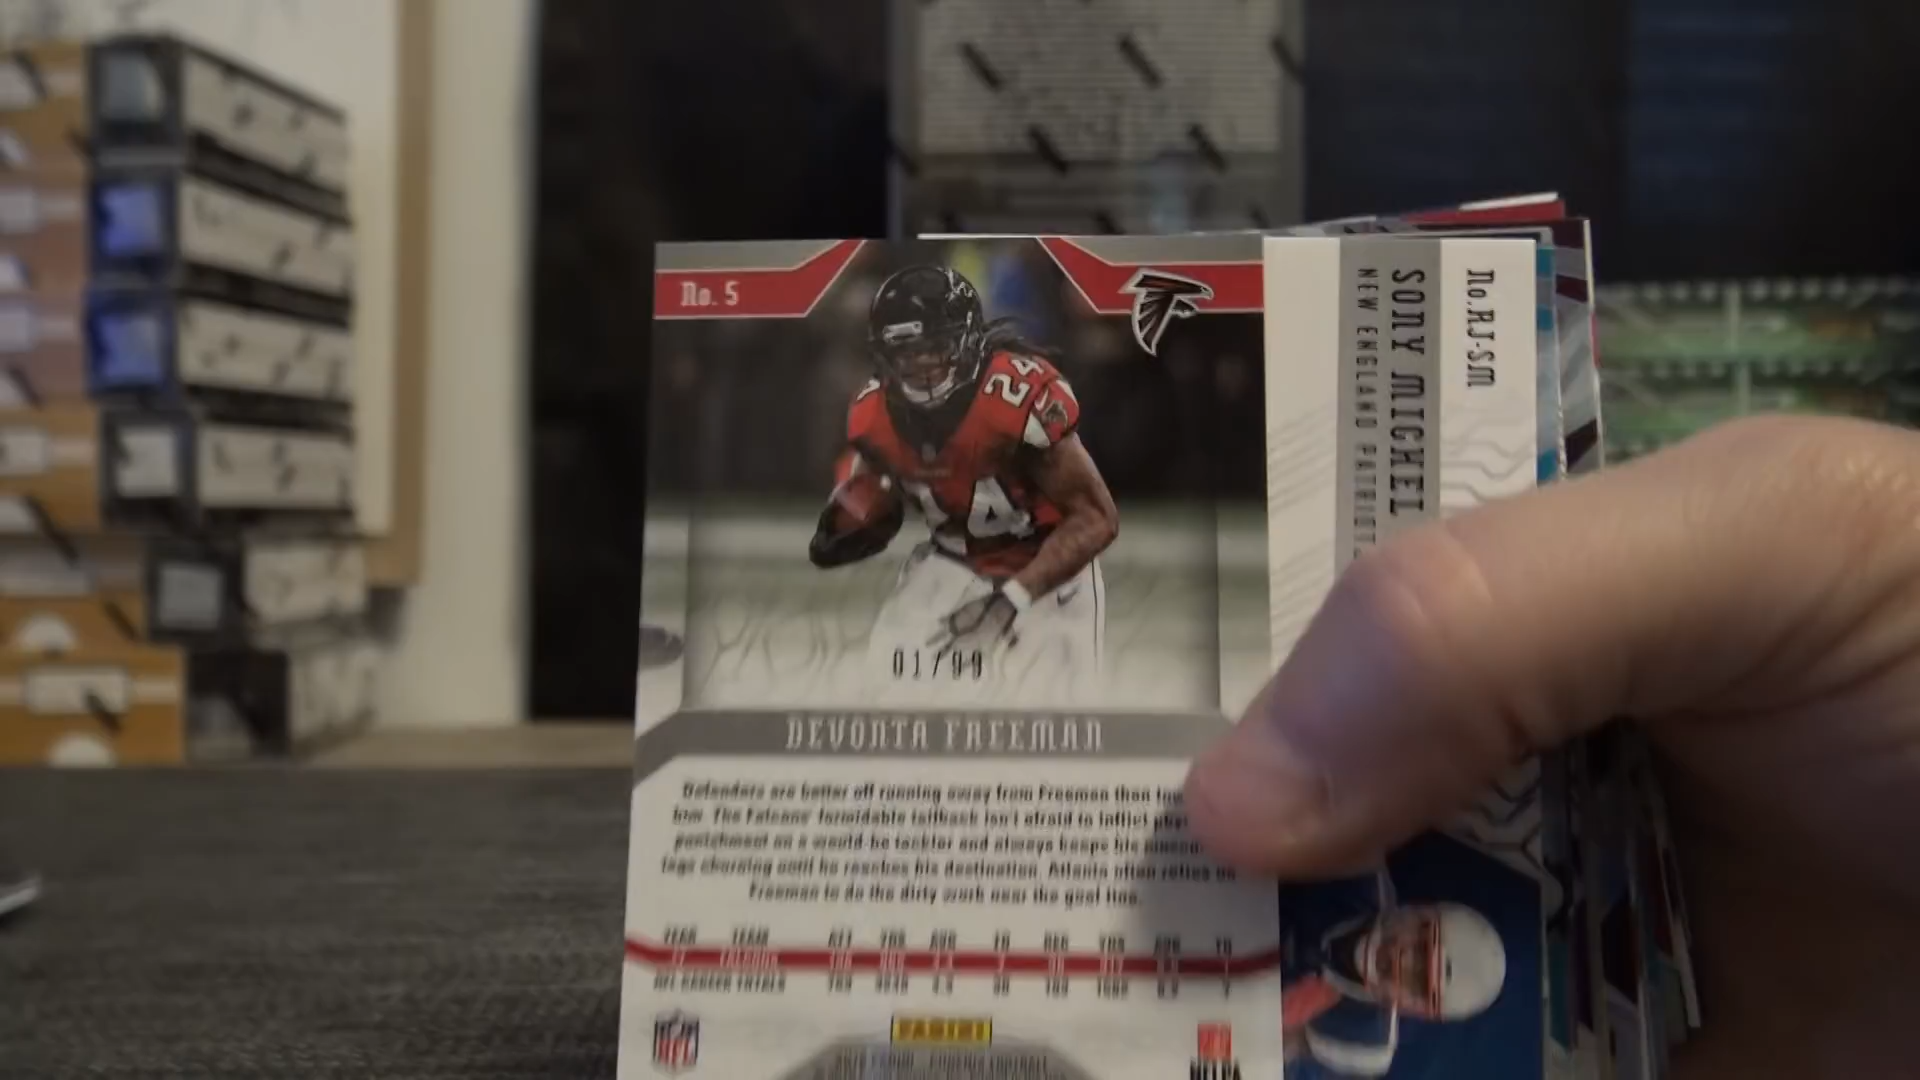 No. 5
24
24
01/99
DEVONTA FREEMAN
Defenders are better off running away from Freeman than
him. The Falcons' formidable tailback isn't afraid to inflict
punishment on a would-be tackler and always keeps his
legs churning until he reaches his destination. Atlanta often relies on
Freeman to do the dirty work near the goal line.
YEAR TEAM ATT YDS AVG TD REC YDS AVG TD
FALCONS
NFL CAREER TOTALS
NFL
PANINI
NFLPA
No. RJ-SM
SONY MICHEL
NEW ENGLAND PATRIOTS